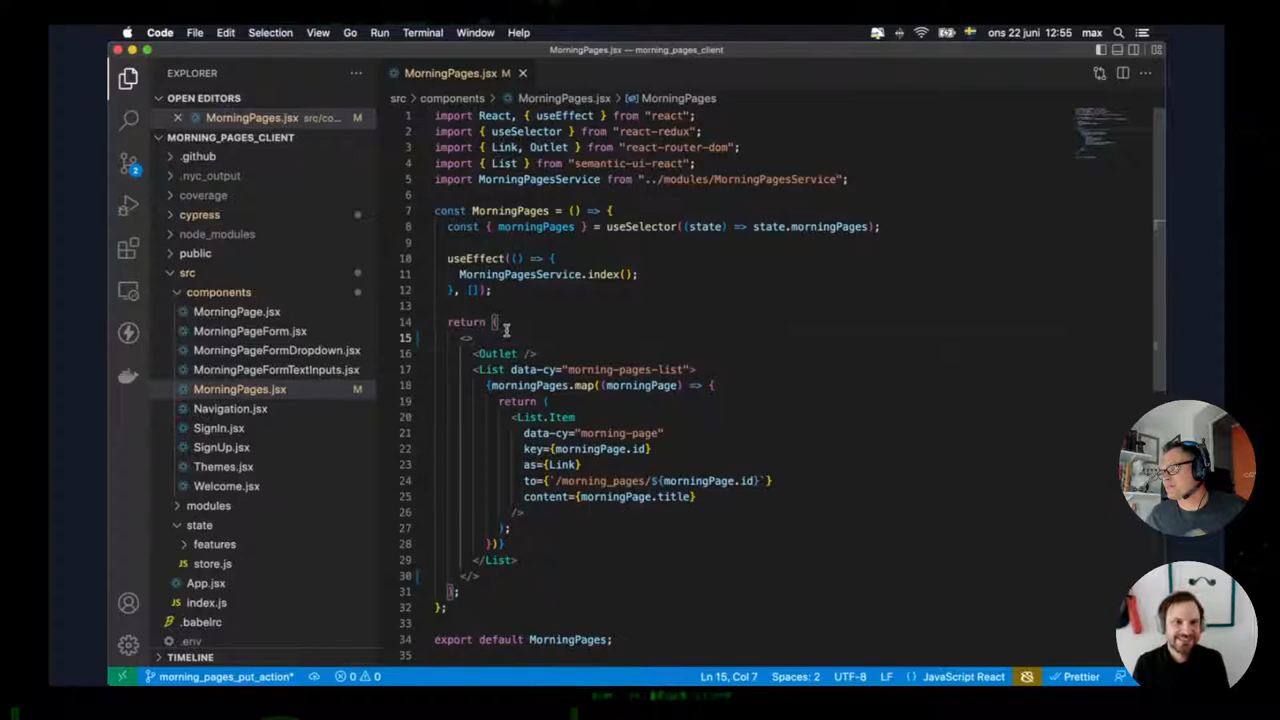 Code File Edit Selection View Go Run Terminal Window Help ons 22 juni 12:55 max
MorningPages.jsx — morning_pages_client
EXPLORER
OPEN EDITORS
MorningPages.jsx src/co... M
MORNING_PAGES_CLIENT
.github
.nyc_output
coverage
cypress
node_modules
public
src
components
MorningPage.jsx
MorningPageForm.jsx
MorningPageFormDropdown.jsx
MorningPageFormTextInputs.jsx
MorningPages.jsx M
Navigation.jsx
SignIn.jsx
SignUp.jsx
Themes.jsx
Welcome.jsx
modules
state
features
JS store.js
App.jsx
JS index.js
.babelrc
.env
TIMELINE
2
MorningPages.jsx M
src > components > MorningPages.jsx > MorningPages
1 import React, { useEffect } from "react";
2 import { useSelector } from "react-redux";
3 import { Link, Outlet } from "react-router-dom";
4 import { List } from "semantic-ui-react";
5 import MorningPagesService from "../modules/MorningPagesService";
6
7 const MorningPages = () => {
8 const { morningPages } = useSelector((state) => state.morningPages);
9
10 useEffect(() => {
11 MorningPagesService.index();
12 }, []);
13
14 return (
15 <>
16 <Outlet />
17 <List data-cy="morning-pages-list">
18 {morningPages.map((morningPage) => {
19 return (
20 <List.Item
21 data-cy="morning-page"
22 key={morningPage.id}
23 as={Link}
24 to={`/morning_pages/${morningPage.id}`}
25 content={morningPage.title}
26 />
27 );
28 })}
29 </List>
30 </>
31 );
32 };
33
34 export default MorningPages;
35
morning_pages_put_action* 0 0 Ln 15, Col 7 Spaces: 2 UTF-8 LF {} JavaScript React Prettier